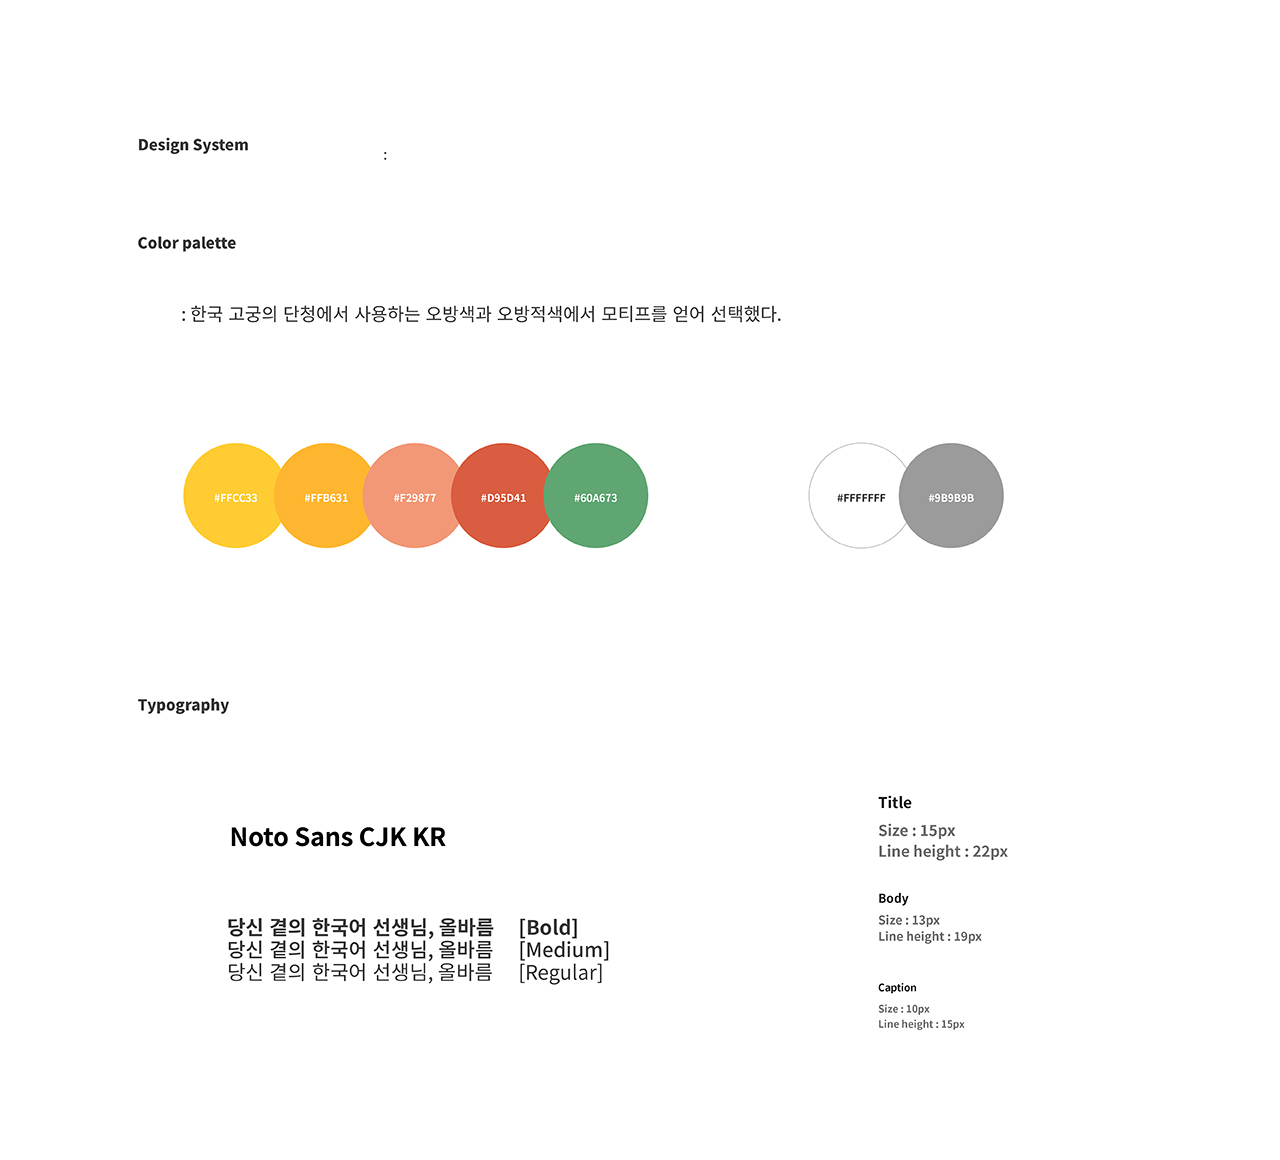 Design System
:
Color palette
: 한국 고궁의 단청에서 사용하는 오방색과 오방적색에서 모티프를 얻어 선택했다.
#FFCC33
#FFB631
#F29877
#D95D41
#60A673
#FFFFFFF
#9B9B9B
Typography
Noto Sans CJK KR
당신 곁의 한국어 선생님, 올바름 [Bold]
당신 곁의 한국어 선생님, 올바름 [Medium]
당신 곁의 한국어 선생님, 올바름 [Regular]
Title
Size : 15px
Line height : 22px
Body
Size : 13px
Line height : 19px
Caption
Size : 10px
Line height : 15px